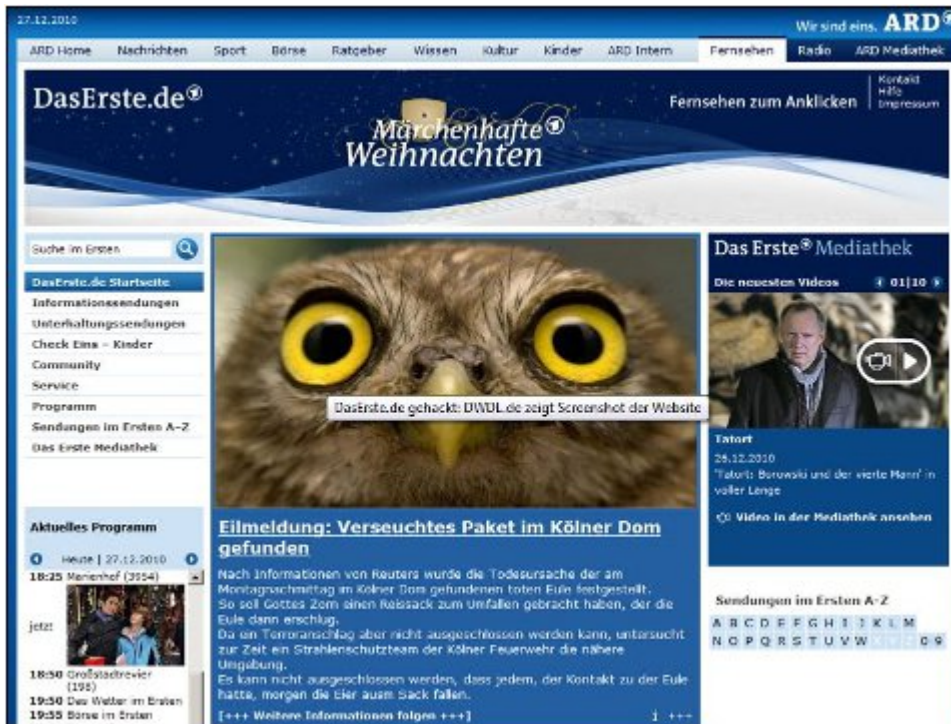 27.12.2010
Wir sind eins. ARD
ARD Home Nachrichten Sport Börse Ratgeber Wissen Kultur Kinder ARD Intern Fernsehen Radio ARD Mediathek
DasErste.de
Märchenhafte
Weihnachten
Fernsehen zum Anklicken
Kontakt
Hilfe
Impressum
Suche im Ersten
DasErste.de Startseite
Informationssendungen
Unterhaltungssendungen
Check Eins – Kinder
Community
Service
Programm
Sendungen im Ersten A-Z
Das Erste Mediathek
Aktuelles Programm
Heute | 27.12.2010
18:25 Marienhof (3954)
jetzt
18:50 Großstadtrevier
(198)
19:50 Das Wetter im Ersten
19:55 Börse im Ersten
DasErste.de gehackt: DWDL.de zeigt Screenshot der Website
Eilmeldung: Verseuchtes Paket im Kölner Dom
gefunden
Nach Informationen von Reuters wurde die Todesursache der am
Montagnachmittag im Kölner Dom gefundenen toten Eule festgestellt.
So soll Gottes Zorn einen Reissack zum Umfallen gebracht haben, der die
Eule dann erschlug.
Da ein Terroranschlag aber nicht ausgeschlossen werden kann, untersucht
zur Zeit ein Strahlenschutzteam der Kölner Feuerwehr die nähere
Umgebung.
Es kann nicht ausgeschlossen werden, dass jedem, der Kontakt zu der Eule
hatte, morgen die Eier ausm Sack fallen.
[+++ Weitere Informationen folgen +++]
Das Erste Mediathek
Die neuesten Videos 01|10
Tatort
26.12.2010
'Tatort: Borowski und der vierte Mann' in
voller Länge
Video in der Mediathek ansehen
Sendungen im Ersten A-Z
A B C D E F G H I J K L M
N O P Q R S T U V W X Y Z 0 9